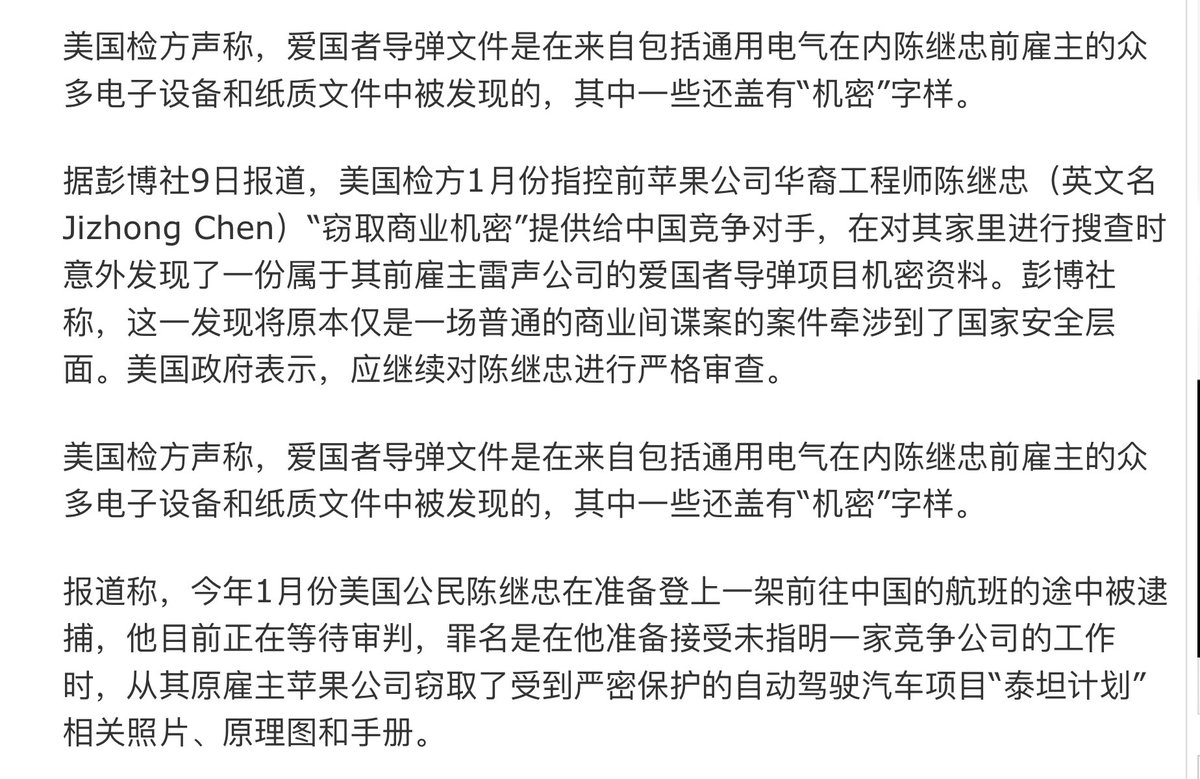 美国检方声称，爱国者导弹文件是在来自包括通用电气在内陈继忠前雇主的众
多电子设备和纸质文件中被发现的，其中一些还盖有“机密”字样。
据彭博社9日报道，美国检方1月份指控前苹果公司华裔工程师陈继忠（英文名
Jizhong Chen）“窃取商业机密”提供给中国竞争对手，在对其家里进行搜查时
意外发现了一份属于其前雇主雷声公司的爱国者导弹项目机密资料。彭博社
称，这一发现将原本仅是一场普通的商业间谍案的案件牵涉到了国家安全层
面。美国政府表示，应继续对陈继忠进行严格审查。
美国检方声称，爱国者导弹文件是在来自包括通用电气在内陈继忠前雇主的众
多电子设备和纸质文件中被发现的，其中一些还盖有“机密”字样。
报道称，今年1月份美国公民陈继忠在准备登上一架前往中国的航班的途中被逮
捕，他目前正在等待审判，罪名是在他准备接受未指明一家竞争公司的工作
时，从其原雇主苹果公司窃取了受到严密保护的自动驾驶汽车项目“泰坦计划”
相关照片、原理图和手册。